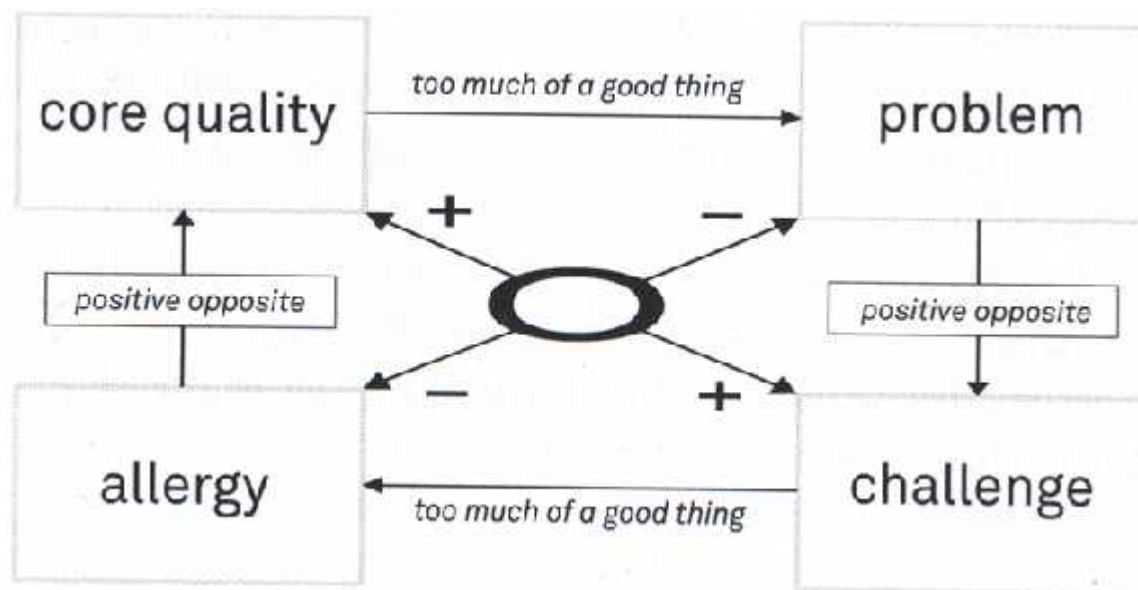 core quality
too much of a good thing
problem
+
−
positive opposite
positive opposite
−
+
allergy
too much of a good thing
challenge